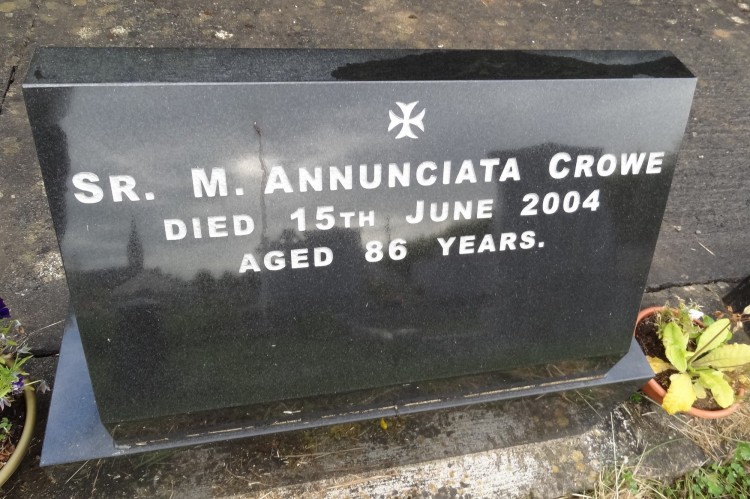 SR. M. ANNUNCIATA CROWE
DIED 15TH JUNE 2004
AGED 86 YEARS.